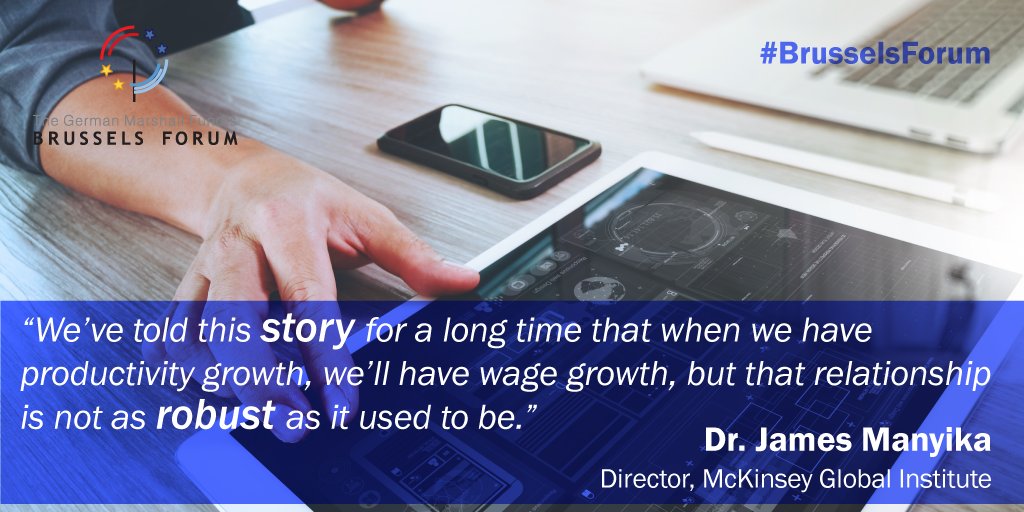 #BrusselsForum
The German Marshall Fund
BRUSSELS FORUM
“We’ve told this story for a long time that when we have
productivity growth, we’ll have wage growth, but that relationship
is not as robust as it used to be.”
Dr. James Manyika
Director, McKinsey Global Institute